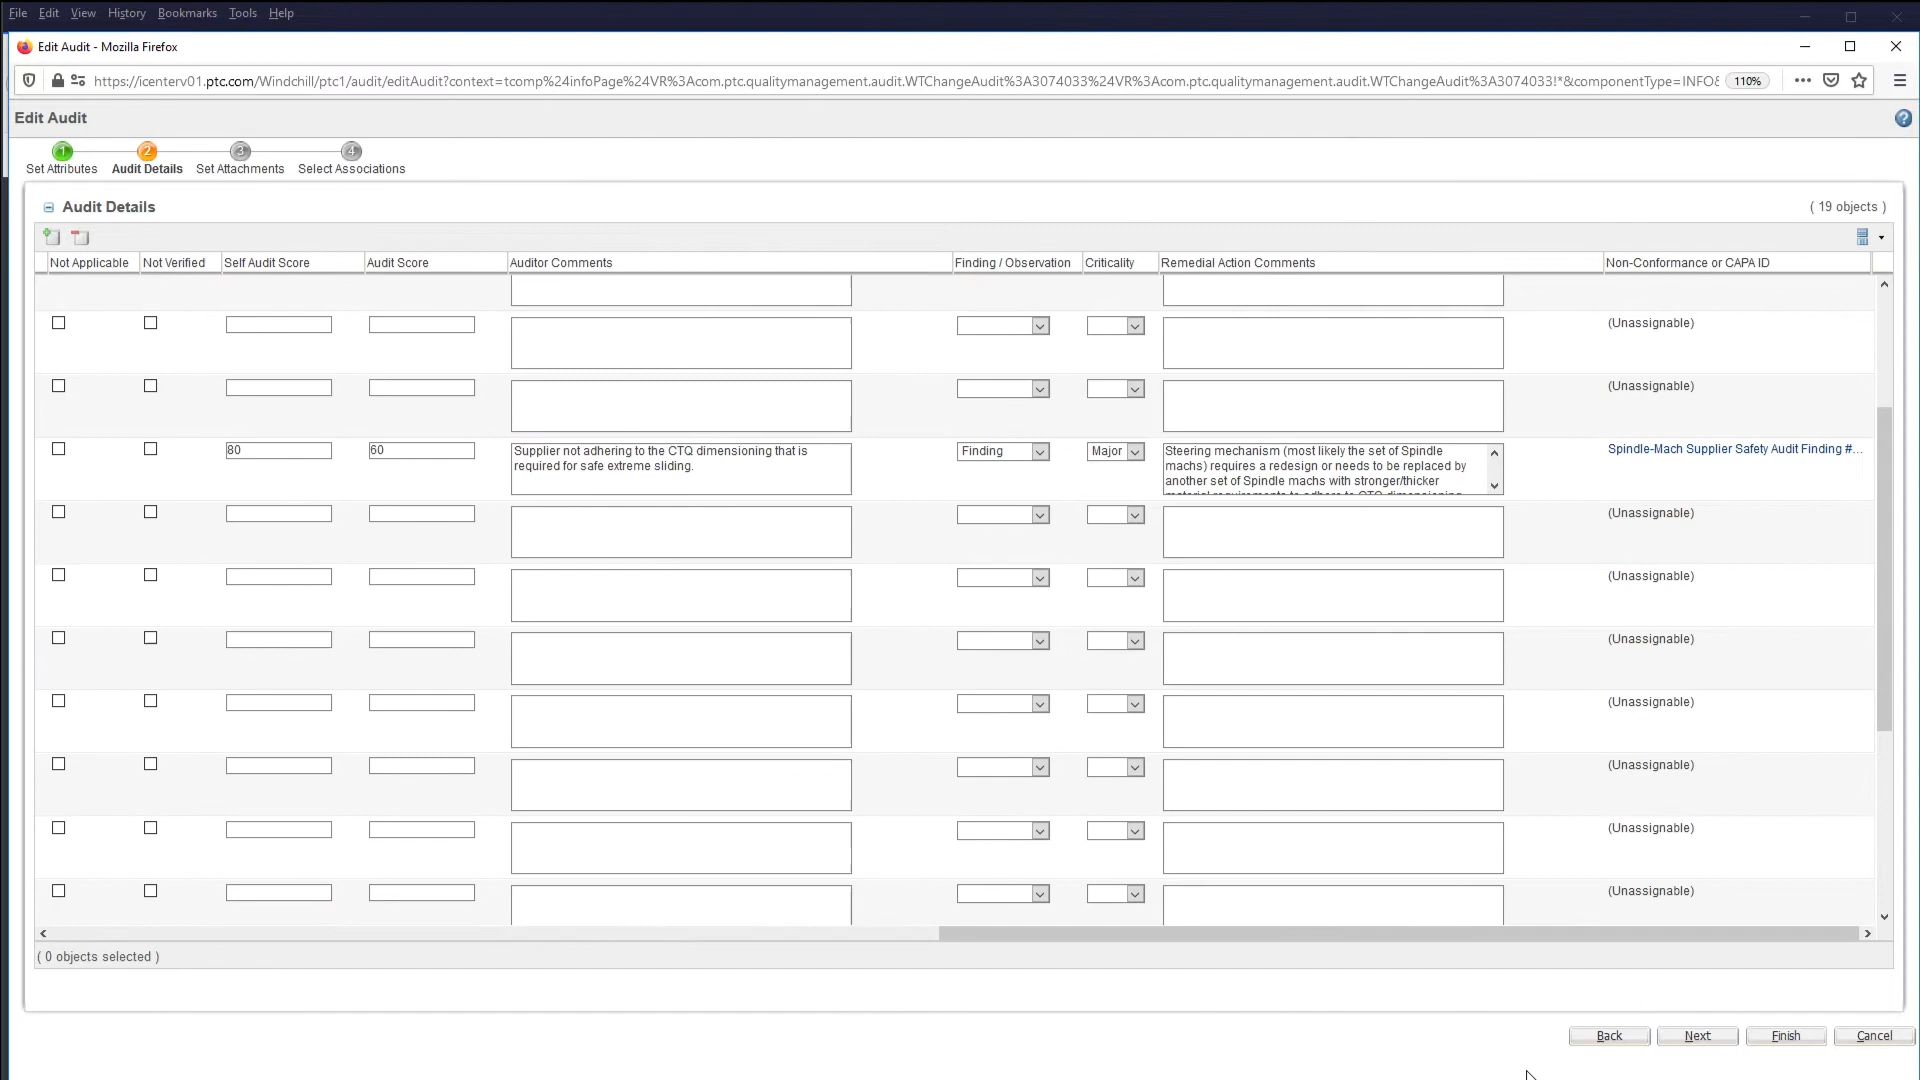 File Edit View History Bookmarks Tools Help
Edit Audit - Mozilla Firefox
https://icenterv01.ptc.com/Windchill/ptc1/audit/editAudit?context=tcomp%24infoPage%24VR%3Acom.ptc.qualitymanagement.audit.WTChangeAudit%3A3074033%24VR%3Acom.ptc.qualitymanagement.audit.WTChangeAudit%3A3074033!*&componentType=INFO& 110%
Edit Audit
1 2 3 4
Set Attributes Audit Details Set Attachments Select Associations
Audit Details ( 19 objects )
Not Applicable Not Verified Self Audit Score Audit Score Auditor Comments Finding / Observation Criticality Remedial Action Comments Non-Conformance or CAPA ID
(Unassignable)
(Unassignable)
80 60 Supplier not adhering to the CTQ dimensioning that is Finding Major Steering mechanism (most likely the set of Spindle Spindle-Mach Supplier Safety Audit Finding #...
required for safe extreme sliding. machs) requires a redesign or needs to be replaced by
another set of Spindle machs with stronger/thicker
material requirements to adhere to CTQ dimensioning
(Unassignable)
(Unassignable)
(Unassignable)
(Unassignable)
(Unassignable)
(Unassignable)
(Unassignable)
( 0 objects selected )
Back Next Finish Cancel